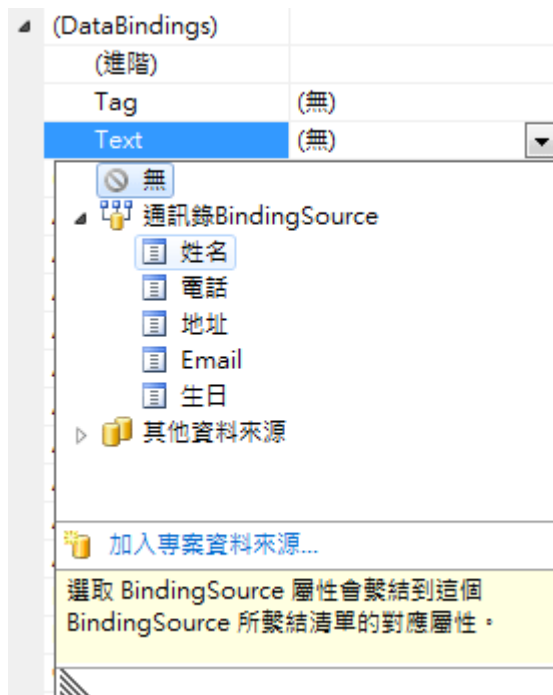 (DataBindings)
(進階)
Tag (無)
Text (無)
無
通訊錄BindingSource
姓名
電話
地址
Email
生日
其他資料來源
加入專案資料來源...
選取 BindingSource 屬性會繫結到這個
BindingSource 所繫結清單的對應屬性。